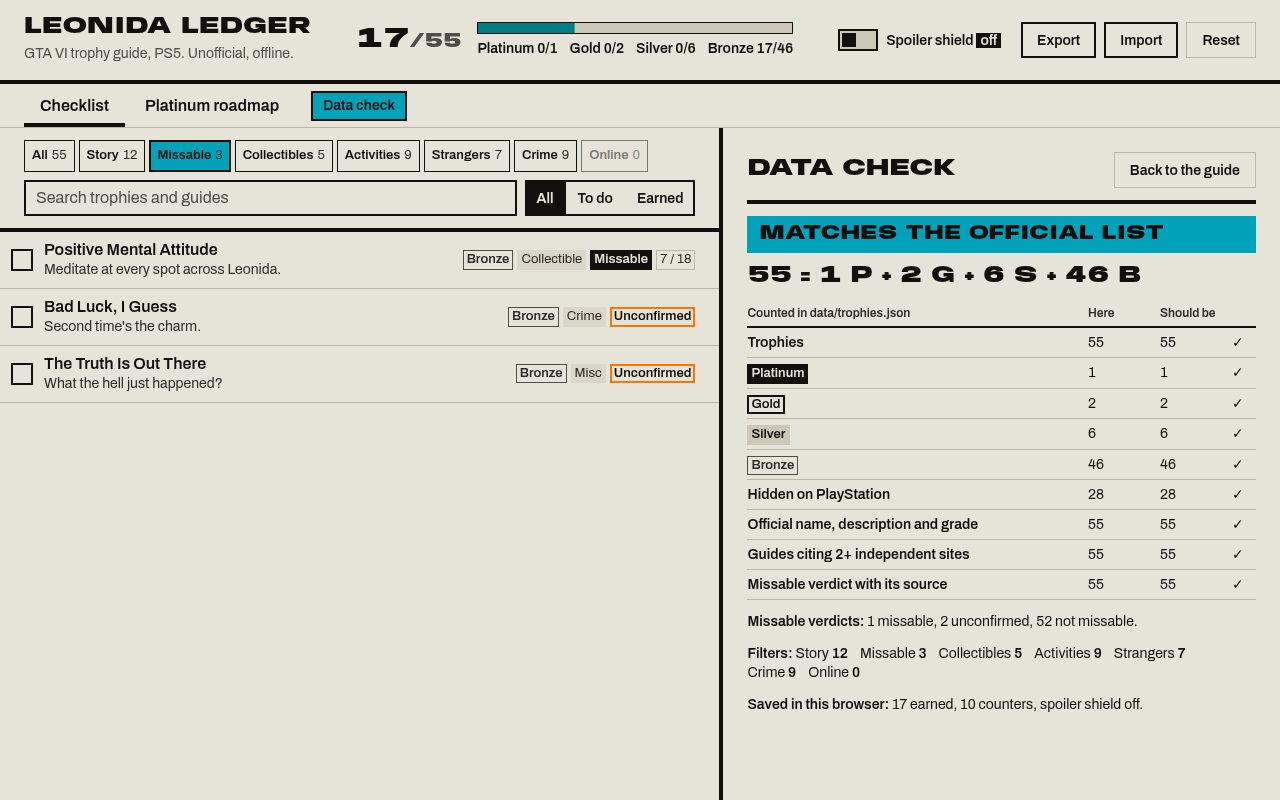 LEONIDA LEDGER
GTA VI trophy guide, PS5. Unofficial, offline.
17/55
Platinum 0/1 Gold 0/2 Silver 0/6 Bronze 17/46
Spoiler shield off
Export
Import
Reset
Checklist
Platinum roadmap
Data check
All 55
Story 12
Missable 3
Collectibles 5
Activities 9
Strangers 7
Crime 9
Online 0
Search trophies and guides
All
To do
Earned
Positive Mental Attitude
Meditate at every spot across Leonida.
Bronze Collectible Missable 7 / 18
Bad Luck, I Guess
Second time's the charm.
Bronze Crime Unconfirmed
The Truth Is Out There
What the hell just happened?
Bronze Misc Unconfirmed
DATA CHECK
Back to the guide
MATCHES THE OFFICIAL LIST
55 = 1 P + 2 G + 6 S + 46 B
Counted in data/trophies.json Here Should be
Trophies 55 55 ✓
Platinum 1 1 ✓
Gold 2 2 ✓
Silver 6 6 ✓
Bronze 46 46 ✓
Hidden on PlayStation 28 28 ✓
Official name, description and grade 55 55 ✓
Guides citing 2+ independent sites 55 55 ✓
Missable verdict with its source 55 55 ✓
Missable verdicts: 1 missable, 2 unconfirmed, 52 not missable.
Filters: Story 12 Missable 3 Collectibles 5 Activities 9 Strangers 7
Crime 9 Online 0
Saved in this browser: 17 earned, 10 counters, spoiler shield off.